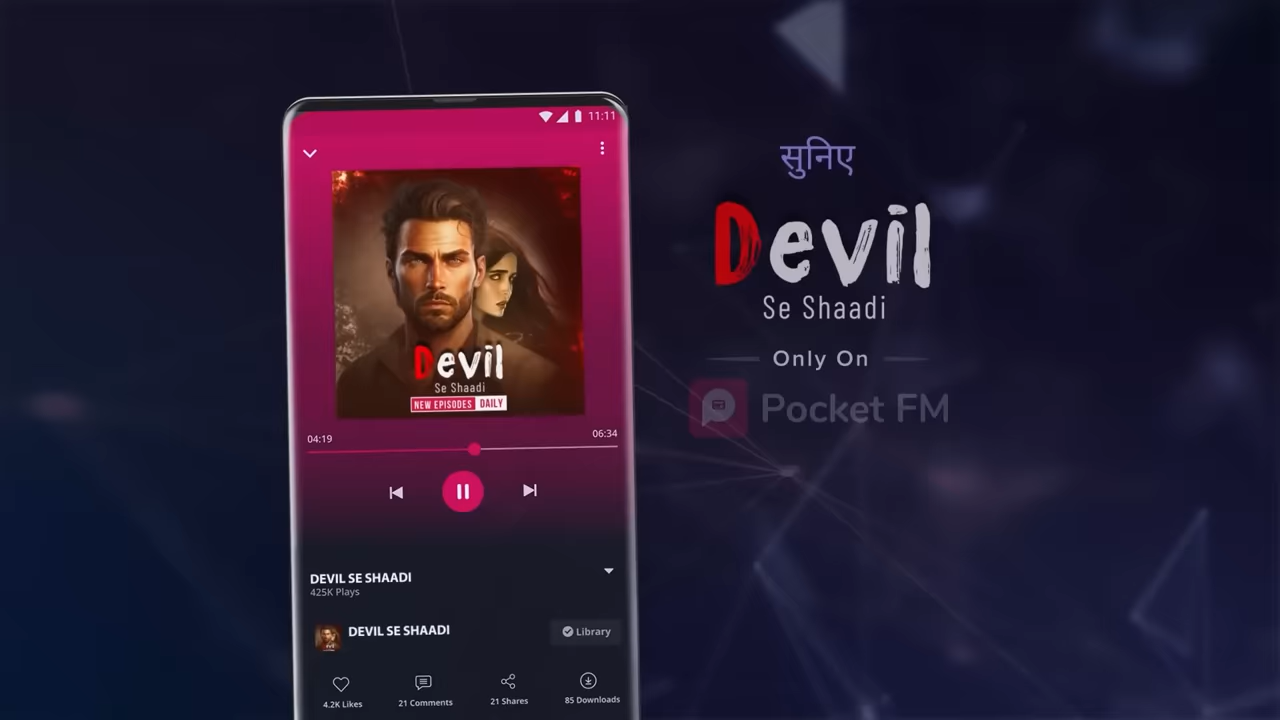 11:11
Devil
Se Shaadi
NEW EPISODES DAILY
04:19
06:34
DEVIL SE SHAADI
425K Plays
DEVIL SE SHAADI
Library
4.2K Likes
21 Comments
21 Shares
85 Downloads
सुनिए
Devil
Se Shaadi
Only On
Pocket FM